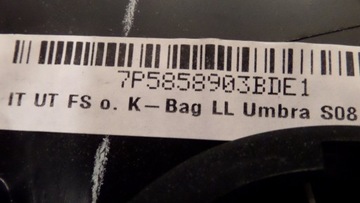 7P5858903BDE1
IT UT FS o. K-Bag LL Umbra S08